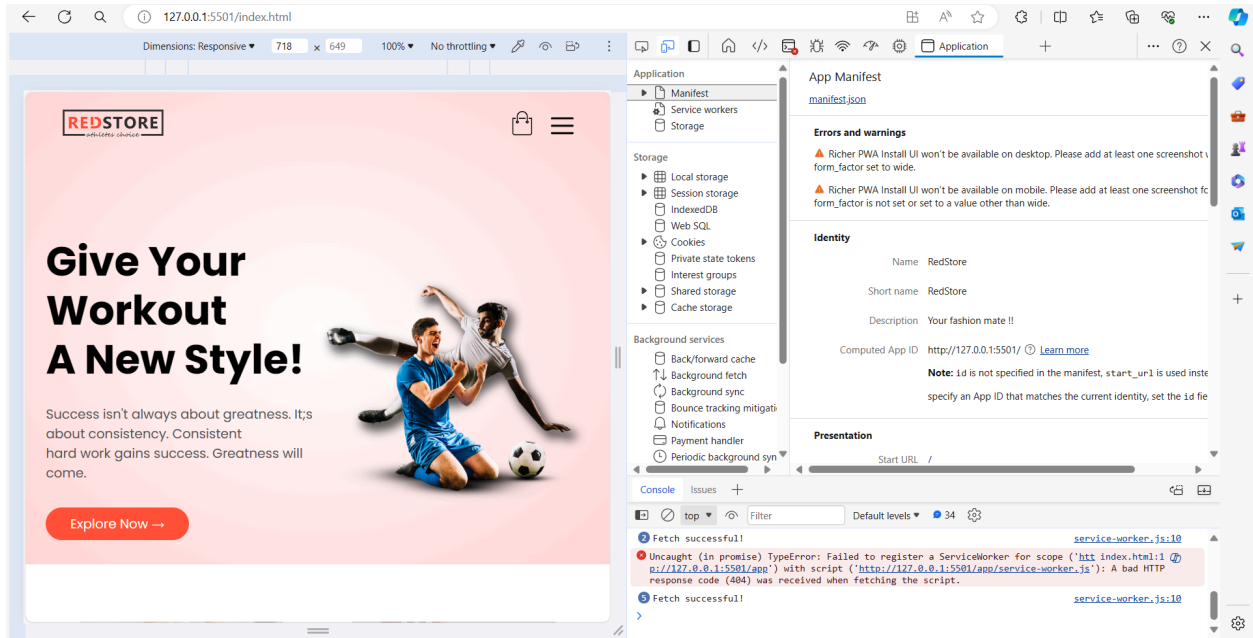 127.0.0.1:5501/index.html
Dimensions: Responsive 718 x 649 100% No throttling
Application
REDSTORE
athletes choice
Give Your
Workout
A New Style!
Success isn't always about greatness. It;s
about consistency. Consistent
hard work gains success. Greatness will
come.
Explore Now →
Application
Manifest
Service workers
Storage
Storage
Local storage
Session storage
IndexedDB
Web SQL
Cookies
Private state tokens
Interest groups
Shared storage
Cache storage
Background services
Back/forward cache
Background fetch
Background sync
Bounce tracking mitigati
Notifications
Payment handler
Periodic background syn
App Manifest
manifest.json
Errors and warnings
Richer PWA Install UI won't be available on desktop. Please add at least one screenshot
form_factor set to wide.
Richer PWA Install UI won't be available on mobile. Please add at least one screenshot fo
form_factor is not set or set to a value other than wide.
Identity
Name RedStore
Short name RedStore
Description Your fashion mate !!
Computed App ID http://127.0.0.1:5501/ Learn more
Note: id is not specified in the manifest, start_url is used inste
specify an App ID that matches the current identity, set the id fie
Presentation
Start URL /
Console Issues
top Filter Default levels 34
2 Fetch successful! service-worker.js:10
Uncaught (in promise) TypeError: Failed to register a ServiceWorker for scope ('htt index.html:1
p://127.0.0.1:5501/app') with script ('http://127.0.0.1:5501/app/service-worker.js'): A bad HTTP
response code (404) was received when fetching the script.
5 Fetch successful! service-worker.js:10